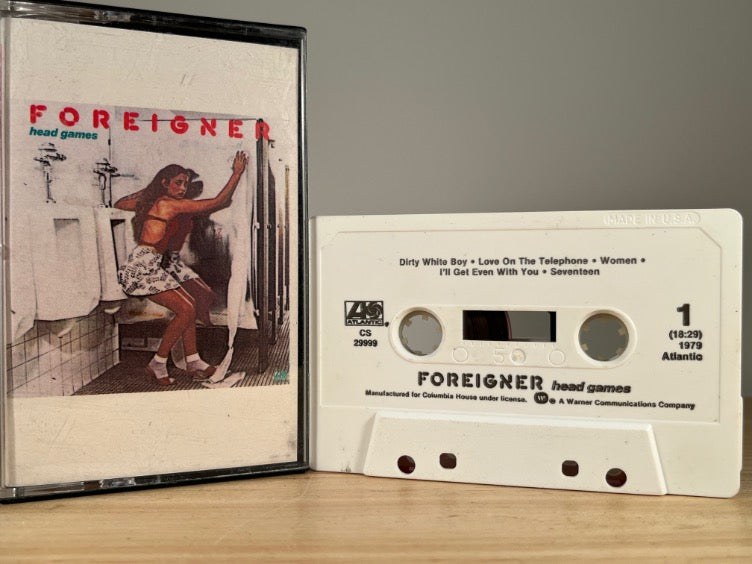 FOREIGNER
head games
(MADE IN U.S.A.)
Dirty White Boy • Love On The Telephone • Women •
I'll Get Even With You • Seventeen
ATLANTIC
CS
29999
1
(18:29)
1979
Atlantic
50
FOREIGNER head games
Manufactured for Columbia House under license. W ® A Warner Communications Company